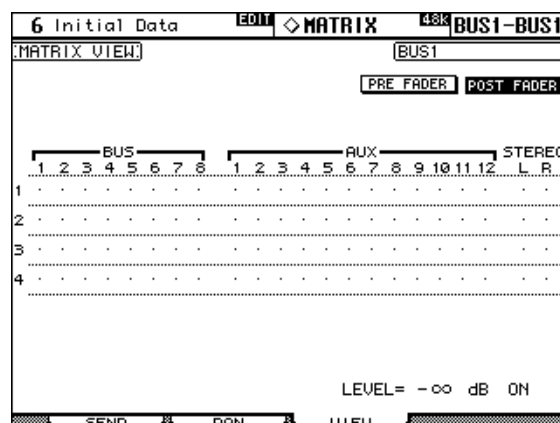 6 Initial Data EDIT ◇MATRIX 48K BUS1-BUS1
MATRIX VIEW BUS1
PRE FADER POST FADER
BUS AUX STEREO
1 2 3 4 5 6 7 8 1 2 3 4 5 6 7 8 9 10 11 12 L R
1
2
3
4
LEVEL= -∞ dB ON
SEND PAN VIEW